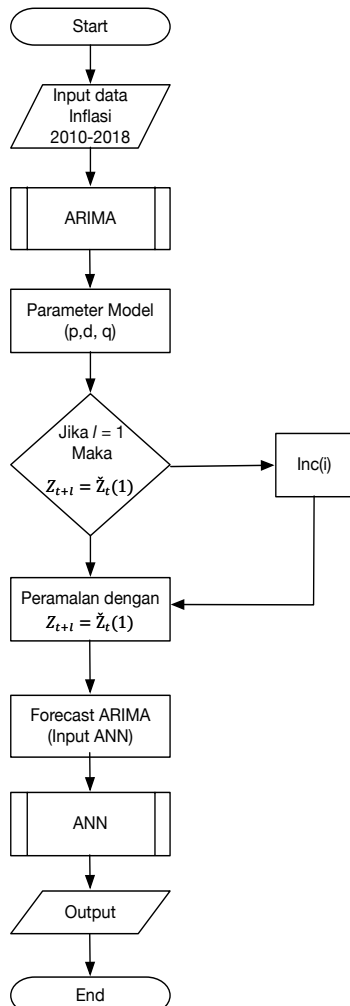 Start
Input data
Inflasi
2010-2018
ARIMA
Parameter Model
(p,d, q)
Jika l = 1
Maka
Z_{t+l} = Ž_t(1)
Inc(i)
Peramalan dengan
Z_{t+l} = Ž_t(1)
Forecast ARIMA
(Input ANN)
ANN
Output
End